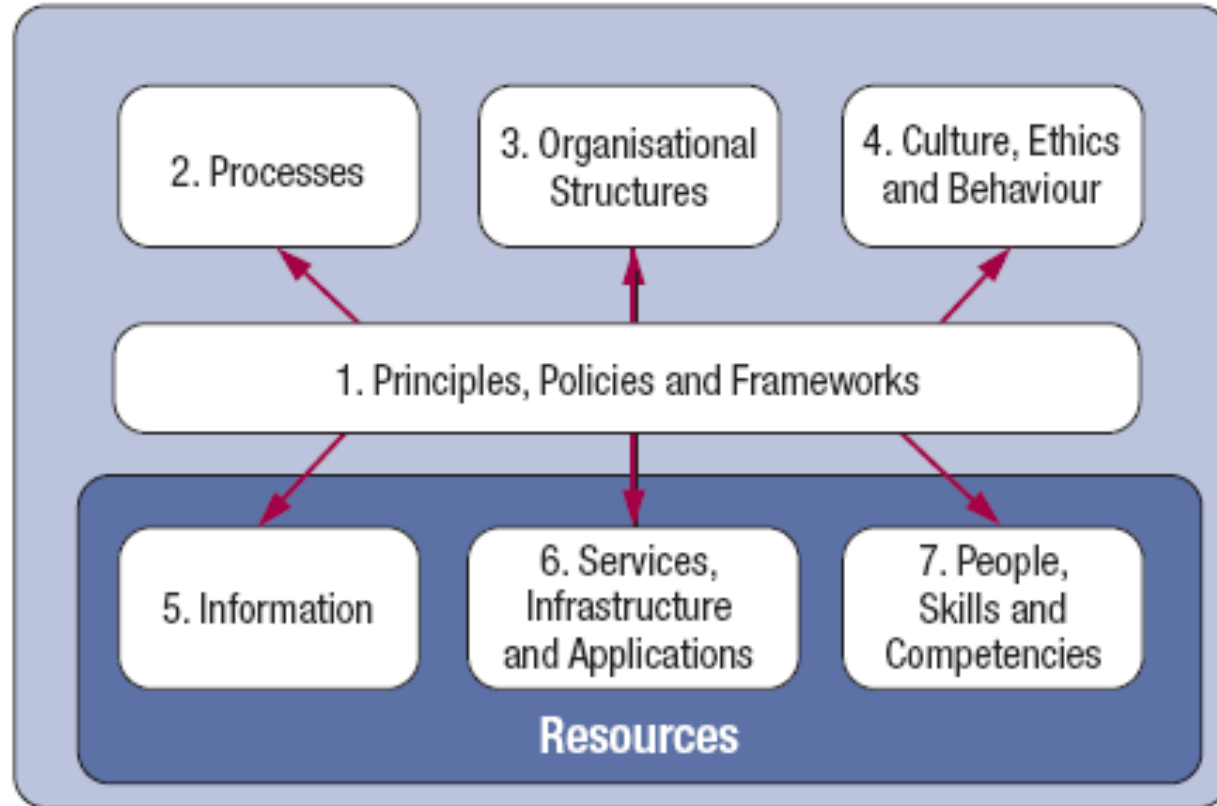 2. Processes
3. Organisational
Structures
4. Culture, Ethics
and Behaviour
1. Principles, Policies and Frameworks
5. Information
6. Services,
Infrastructure
and Applications
7. People,
Skills and
Competencies
Resources